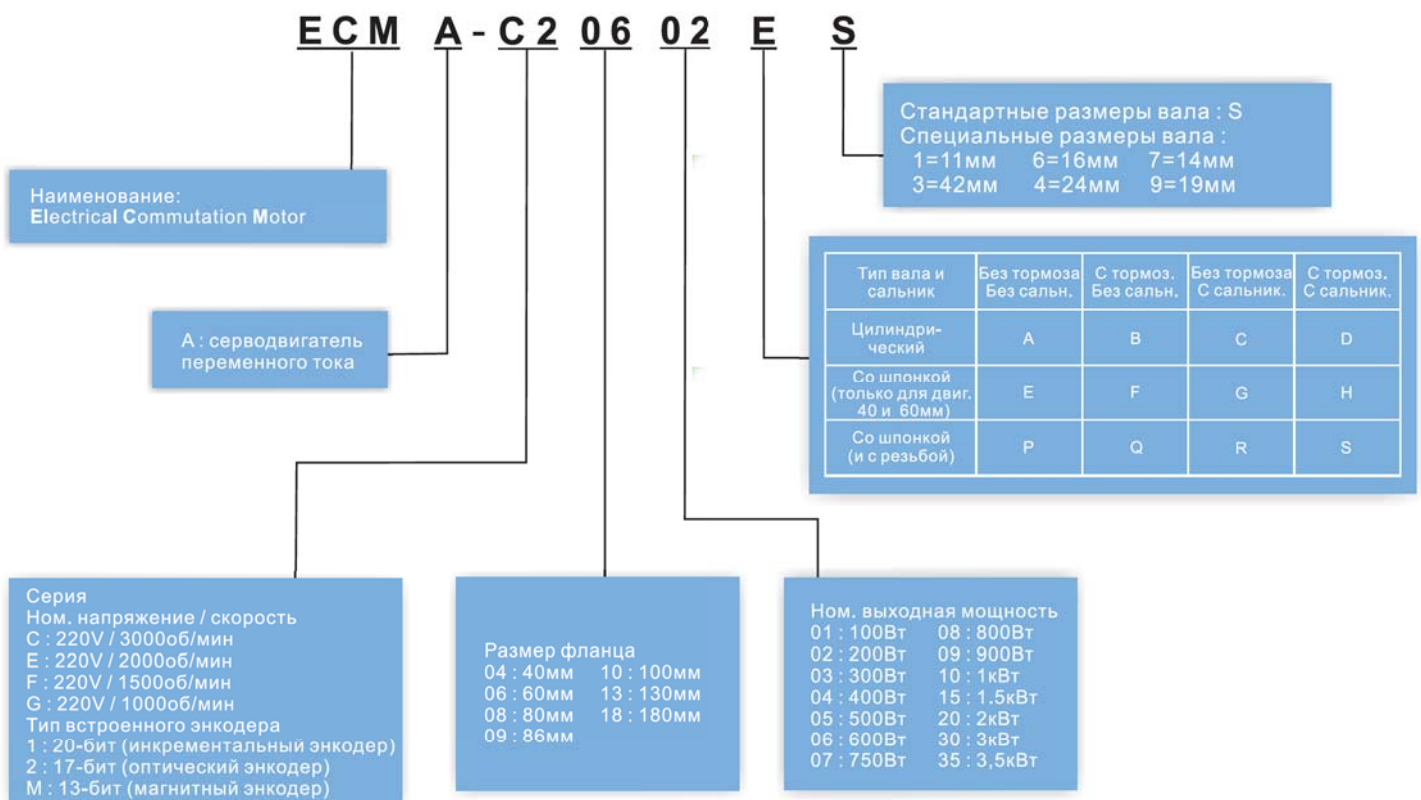 ECM A-C2 06 02 E S
Стандартные размеры вала : S
Специальные размеры вала :
1=11мм 6=16мм 7=14мм
3=42мм 4=24мм 9=19мм
Наименование:
Electrical Commutation Motor
Тип вала и сальник Без тормоза Без сальн. С тормоз. Без сальн. Без тормоза С сальник. С тормоз. С сальник.
Цилиндри-
ческий A B C D
Со шпонкой
(только для двиг. E F G H
40 и 60мм)
Со шпонкой
(и с резьбой) P Q R S
А : серводвигатель
переменного тока
Серия
Ном. напряжение / скорость
C : 220V / 3000об/мин
E : 220V / 2000об/мин
F : 220V / 1500об/мин
G : 220V / 1000об/мин
Тип встроенного энкодера
1 : 20-бит (инкрементальный энкодер)
2 : 17-бит (оптический энкодер)
M : 13-бит (магнитный энкодер)
Размер фланца
04 : 40мм 10 : 100мм
06 : 60мм 13 : 130мм
08 : 80мм 18 : 180мм
09 : 86мм
Ном. выходная мощность
01 : 100Вт 08 : 800Вт
02 : 200Вт 09 : 900Вт
03 : 300Вт 10 : 1кВт
04 : 400Вт 15 : 1.5кВт
05 : 500Вт 20 : 2кВт
06 : 600Вт 30 : 3кВт
07 : 750Вт 35 : 3,5кВт